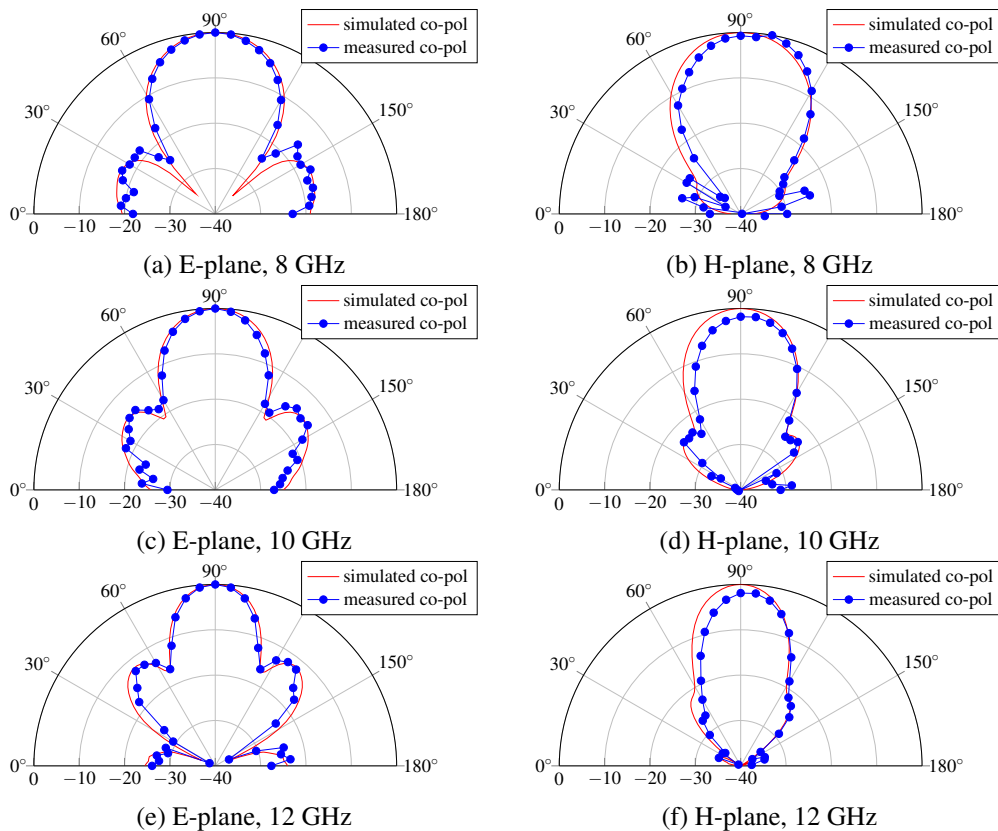 90°
simulated co-pol
measured co-pol
60°
30°
150°
0°
180°
0 −10 −20 −30 −40
(a) E-plane, 8 GHz
90°
simulated co-pol
measured co-pol
60°
30°
150°
0°
180°
0 −10 −20 −30 −40
(b) H-plane, 8 GHz
90°
simulated co-pol
measured co-pol
60°
30°
150°
0°
180°
0 −10 −20 −30 −40
(c) E-plane, 10 GHz
90°
simulated co-pol
measured co-pol
60°
30°
150°
0°
180°
0 −10 −20 −30 −40
(d) H-plane, 10 GHz
90°
simulated co-pol
measured co-pol
60°
30°
150°
0°
180°
0 −10 −20 −30 −40
(e) E-plane, 12 GHz
90°
simulated co-pol
measured co-pol
60°
30°
150°
0°
180°
0 −10 −20 −30 −40
(f) H-plane, 12 GHz